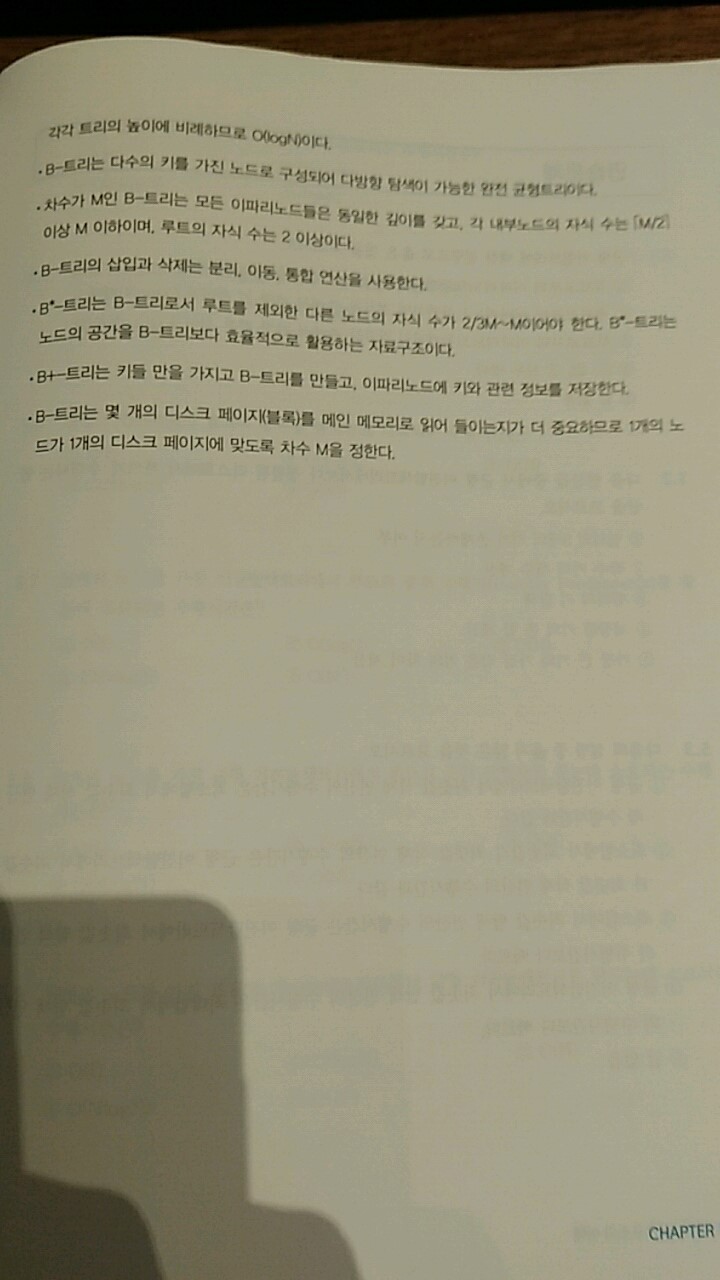 각각 트리의 높이에 비례하므로 O(logN)이다.
• B-트리는 다수의 키를 가진 노드로 구성되어 다방향 탐색이 가능한 완전 균형트리이다.
• 차수가 M인 B-트리는 모든 이파리노드들은 동일한 깊이를 갖고, 각 내부노드의 자식 수는 ⌈M/2⌉
이상 M 이하이며, 루트의 자식 수는 2 이상이다.
• B-트리의 삽입과 삭제는 분리, 이동, 통합 연산을 사용한다.
• B*-트리는 B-트리로서 루트를 제외한 다른 노드의 자식 수가 2/3M~M이어야 한다. B*-트리는
노드의 공간을 B-트리보다 효율적으로 활용하는 자료구조이다.
• B+-트리는 키들 만을 가지고 B-트리를 만들고, 이파리노드에 키와 관련 정보를 저장한다.
• B-트리는 몇 개의 디스크 페이지(블록)를 메인 메모리로 읽어 들이는지가 더 중요하므로 1개의 노
드가 1개의 디스크 페이지에 맞도록 차수 M을 정한다.
CHAPTER